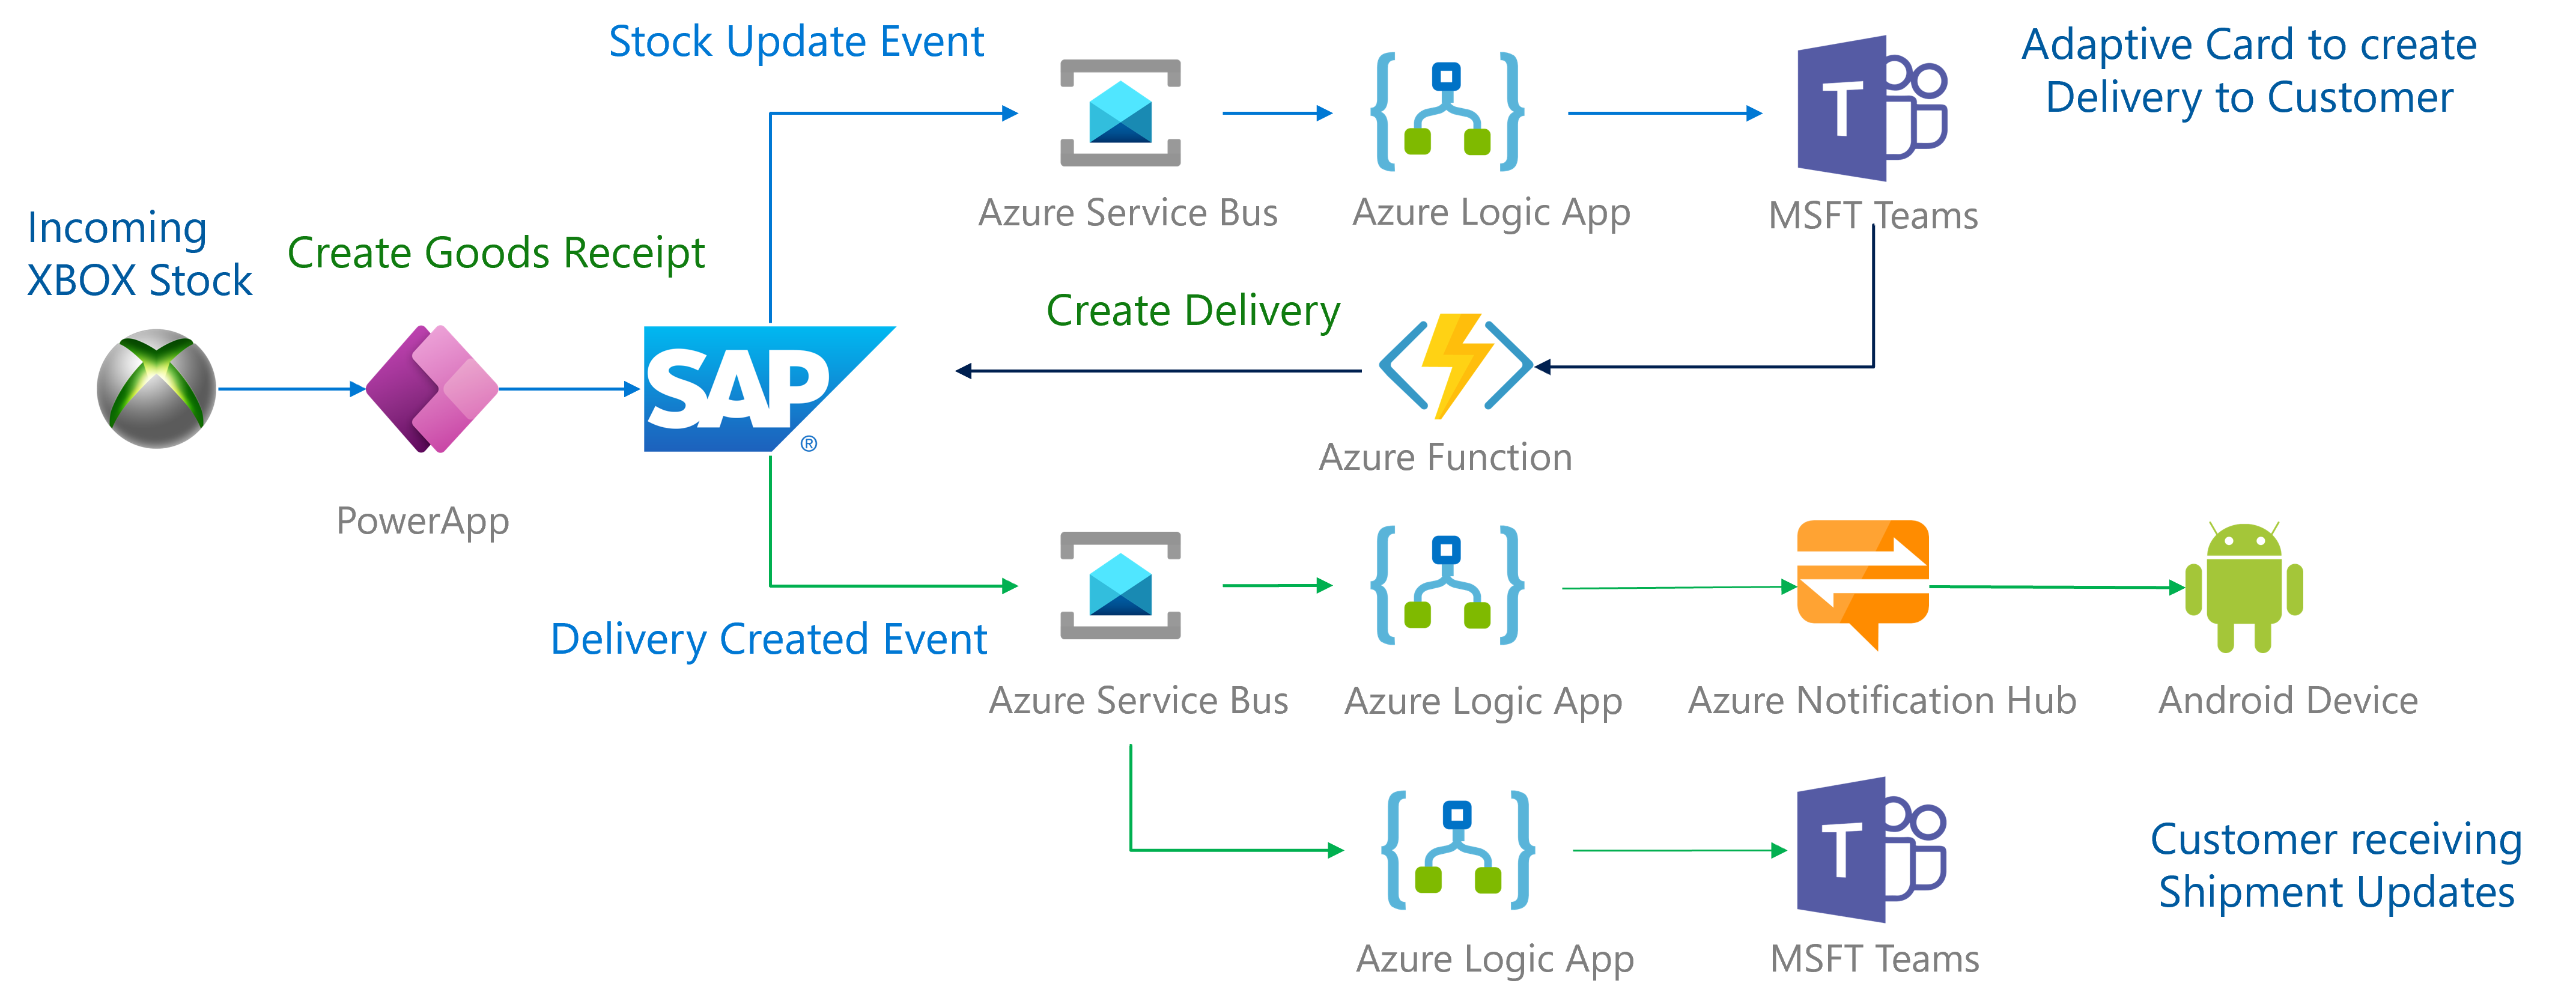 Stock Update Event
Adaptive Card to create
Delivery to Customer
T
Azure Service Bus
Azure Logic App
MSFT Teams
Incoming
XBOX Stock
Create Goods Receipt
Create Delivery
SAP
®
Azure Function
PowerApp
Delivery Created Event
Azure Service Bus
Azure Logic App
Azure Notification Hub
Android Device
T
Customer receiving
Shipment Updates
Azure Logic App
MSFT Teams